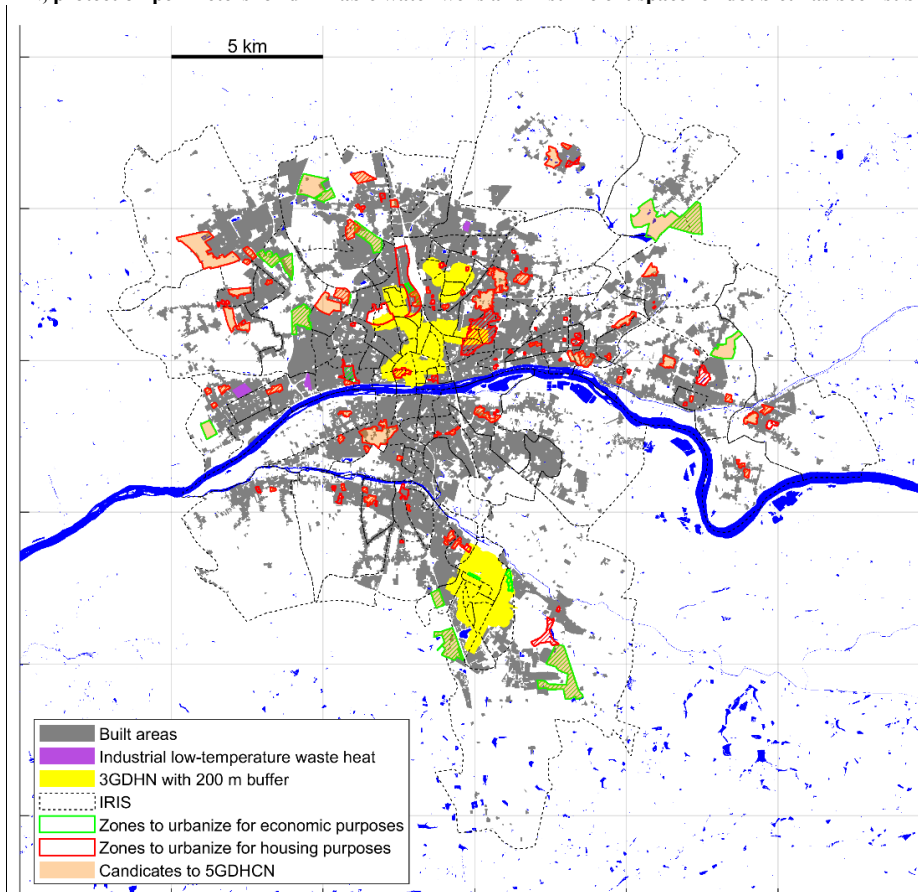 5 km
Built areas
Industrial low-temperature waste heat
3GDHN with 200 m buffer
IRIS
Zones to urbanize for economic purposes
Zones to urbanize for housing purposes
Candicates to 5GDHCN